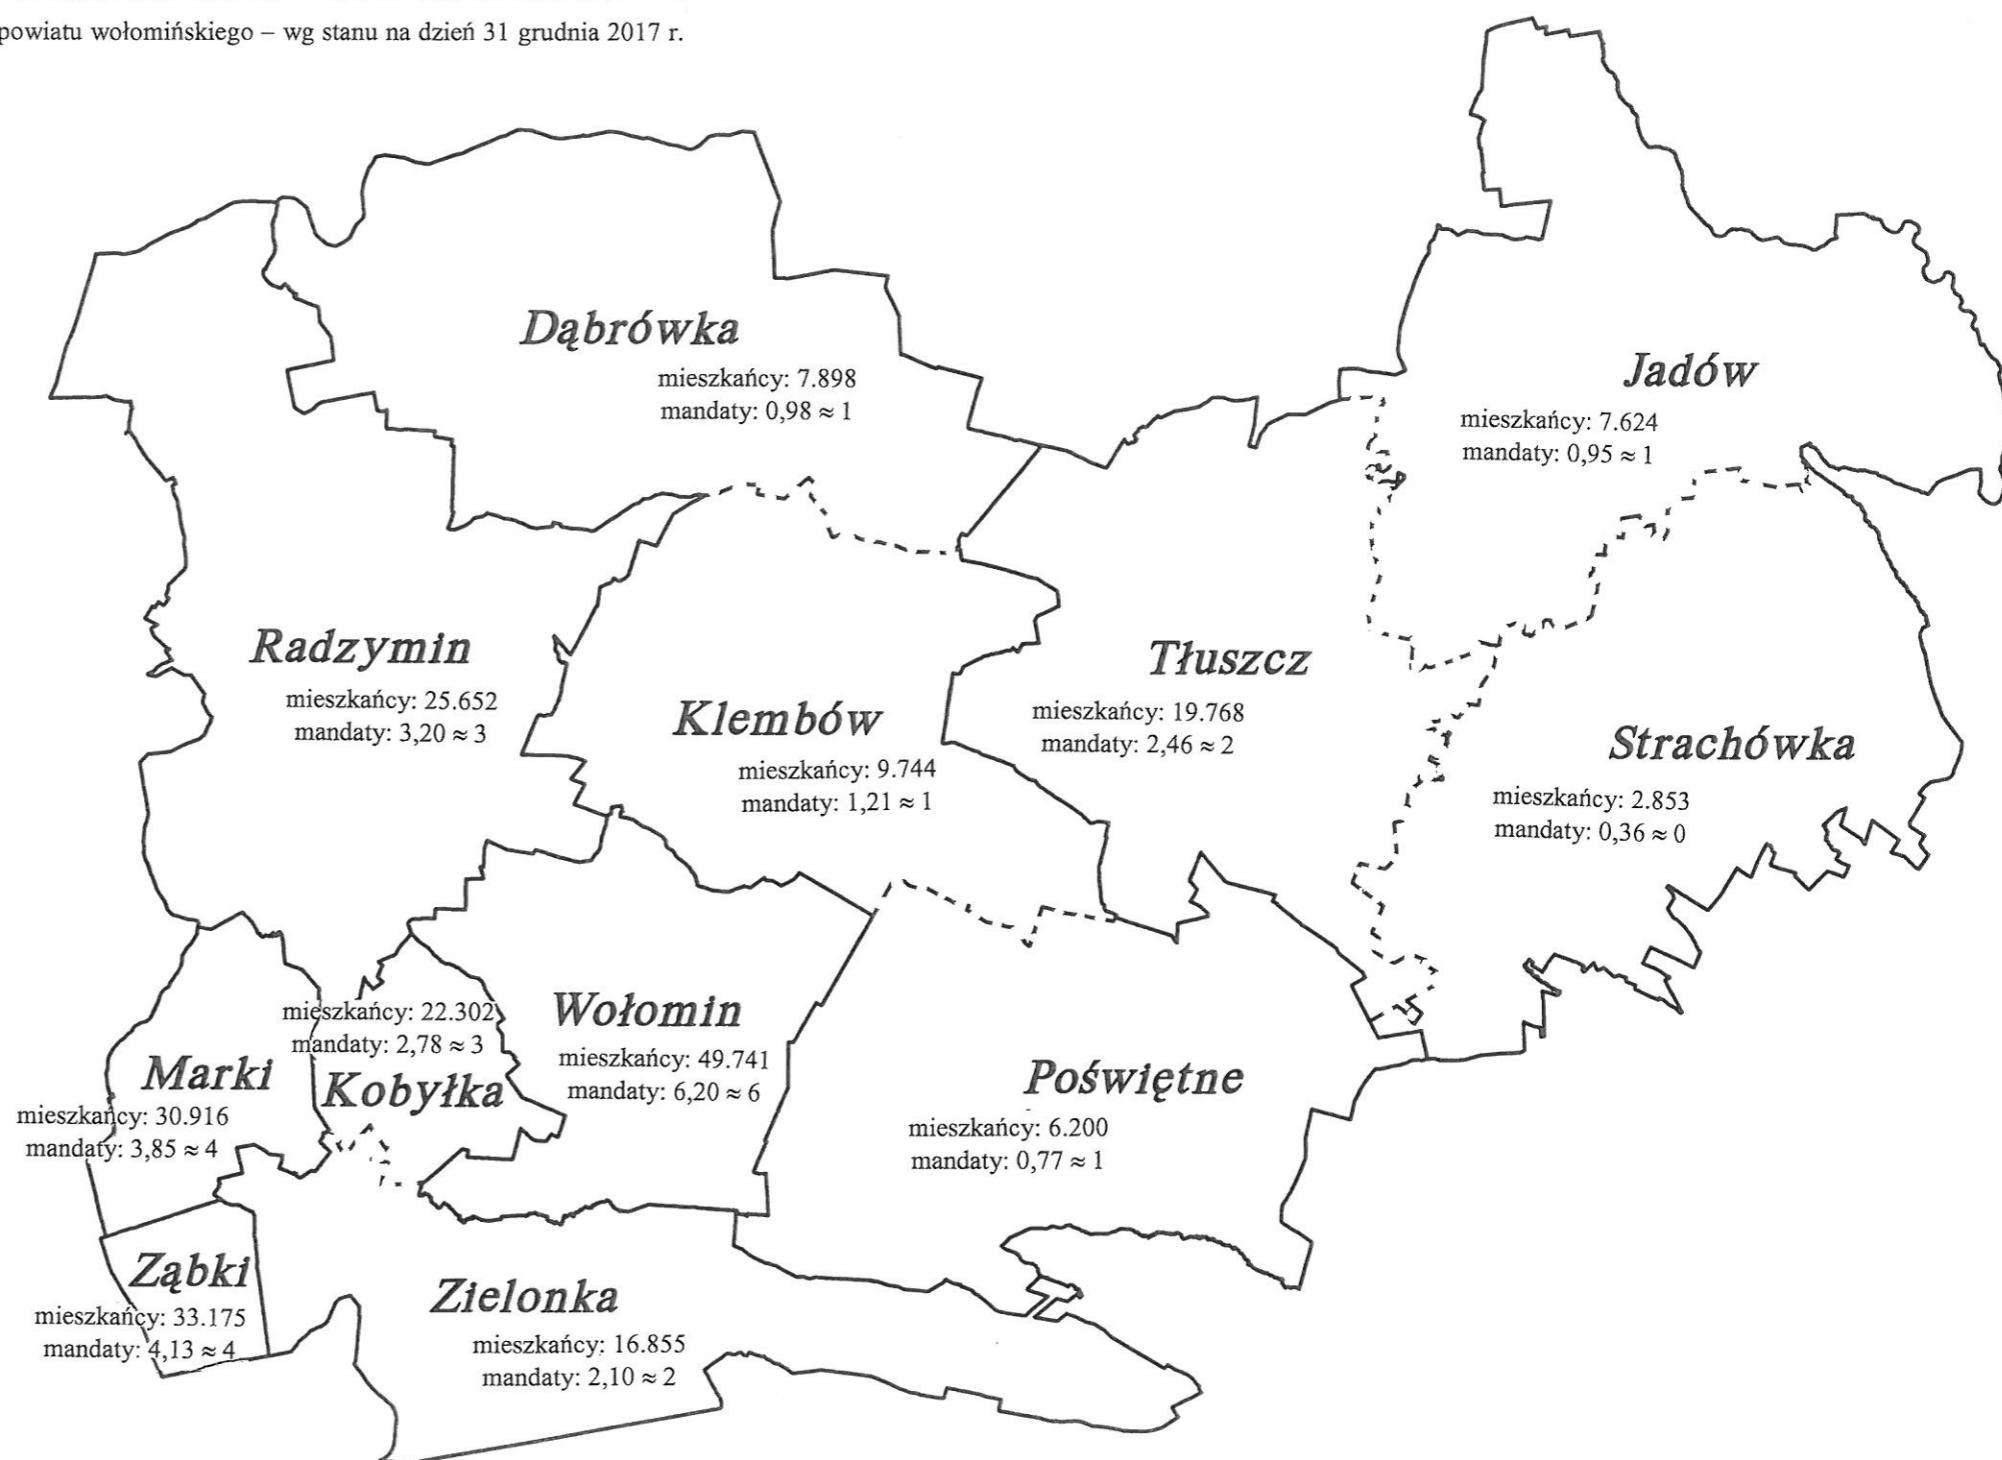 powiatu wołomińskiego – wg stanu na dzień 31 grudnia 2017 r.
Dąbrówka
mieszkańcy: 7.898
mandaty: 0,98 ≈ 1
Jadów
mieszkańcy: 7.624
mandaty: 0,95 ≈ 1
Radzymin
mieszkańcy: 25.652
mandaty: 3,20 ≈ 3
Klembów
mieszkańcy: 9.744
mandaty: 1,21 ≈ 1
Tłuszcz
mieszkańcy: 19.768
mandaty: 2,46 ≈ 2
Strachówka
mieszkańcy: 2.853
mandaty: 0,36 ≈ 0
mieszkańcy: 22.302
mandaty: 2,78 ≈ 3
Kobyłka
Wołomin
mieszkańcy: 49.741
mandaty: 6,20 ≈ 6
Marki
mieszkańcy: 30.916
mandaty: 3,85 ≈ 4
Poświętne
mieszkańcy: 6.200
mandaty: 0,77 ≈ 1
Ząbki
mieszkańcy: 33.175
mandaty: 4,13 ≈ 4
Zielonka
mieszkańcy: 16.855
mandaty: 2,10 ≈ 2